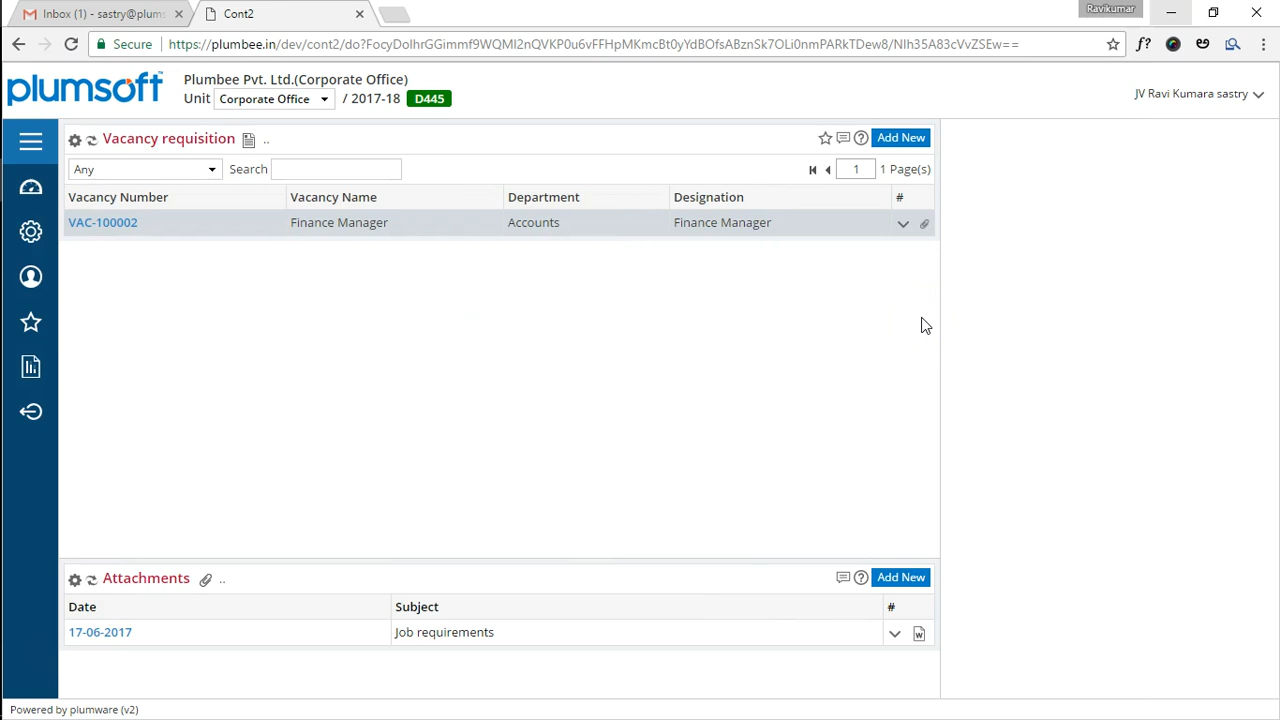 Inbox (1) - sastry@plums
Cont2
Ravikumar
Secure
https://plumbee.in/dev/cont2/do?FocyDoIhrGGimmf9WQMI2nQVKP0u6vFFHpMKmcBt0yYdBOfsABznSk7OLi0nmPARkTDew8/NIh35A83cVvZSEw==
f?
plumsoft
Plumbee Pvt. Ltd.(Corporate Office)
Unit Corporate Office / 2017-18 D445
JV Ravi Kumara sastry
Vacancy requisition ..
Add New
Any Search 1 1 Page(s)
Vacancy Number Vacancy Name Department Designation #
VAC-100002 Finance Manager Accounts Finance Manager
Attachments ..
Add New
Date Subject #
17-06-2017 Job requirements
Powered by plumware (v2)